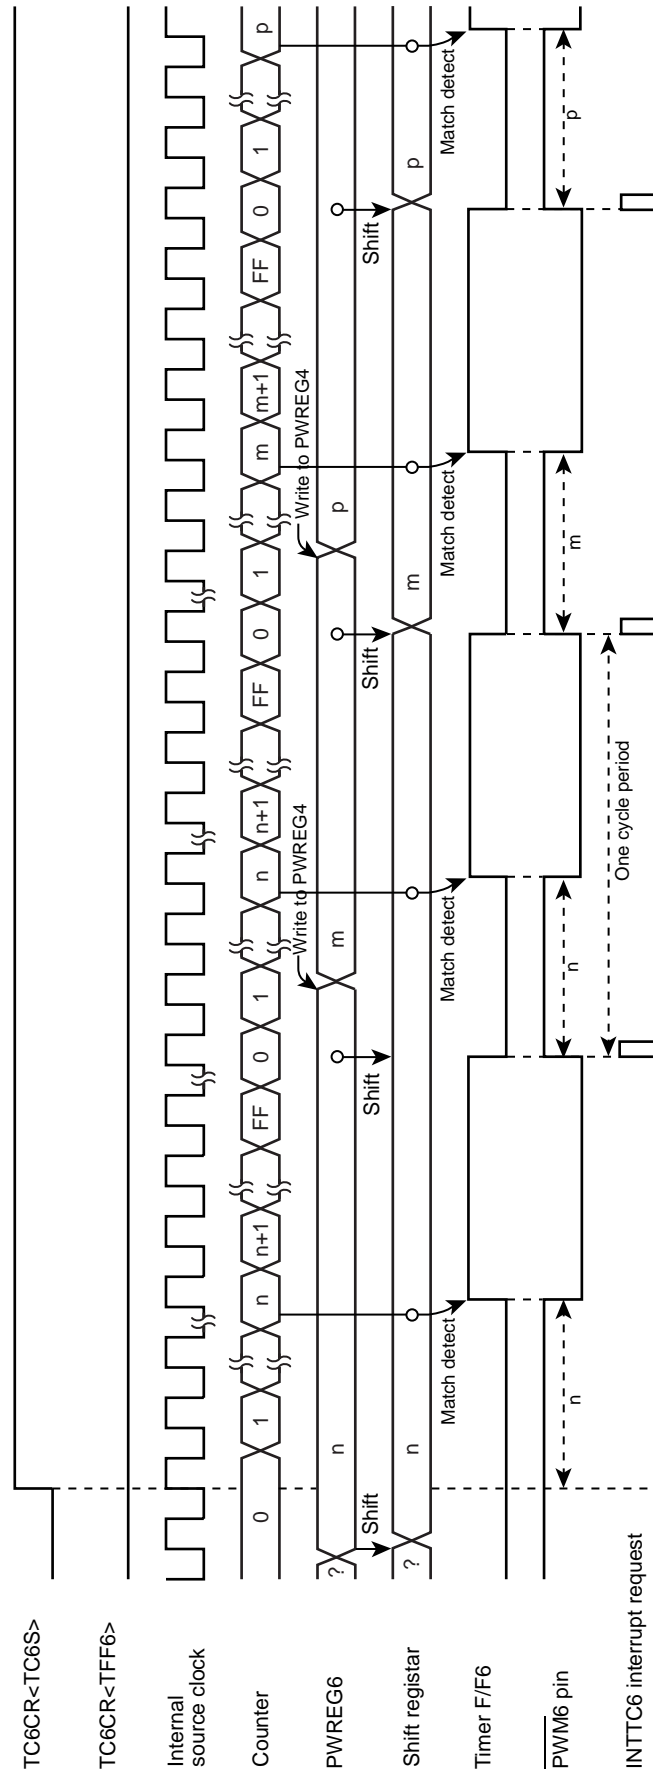 TC6CR<TC6S>
TC6CR<TFF6>
Internal
source clock
Counter
0
1
n
n+1
FF
0
1
n
n+1
FF
0
1
m
m+1
FF
0
1
p
Write to PWREG4
Write to PWREG4
PWREG6
?
n
m
p
Shift
Shift
Shift
Shift
Shift registar
?
n
m
p
Match detect
Match detect
Match detect
Match detect
Timer F/F6
PWM6 pin
n
n
m
p
One cycle period
INTTC6 interrupt request